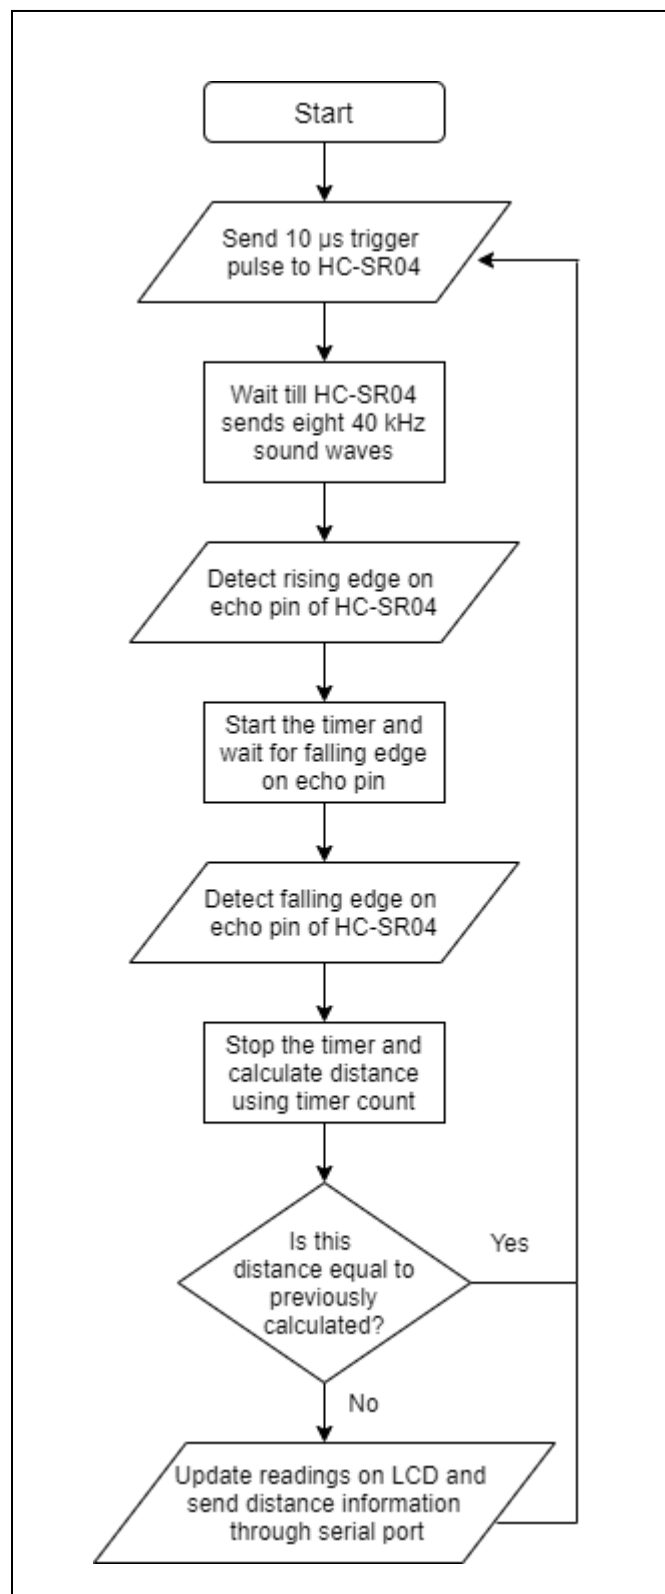 Start
Send 10 µs trigger
pulse to HC-SR04
Wait till HC-SR04
sends eight 40 kHz
sound waves
Detect rising edge on
echo pin of HC-SR04
Start the timer and
wait for falling edge
on echo pin
Detect falling edge on
echo pin of HC-SR04
Stop the timer and
calculate distance
using timer count
Is this
distance equal to
previously
calculated?
Yes
No
Update readings on LCD and
send distance information
through serial port